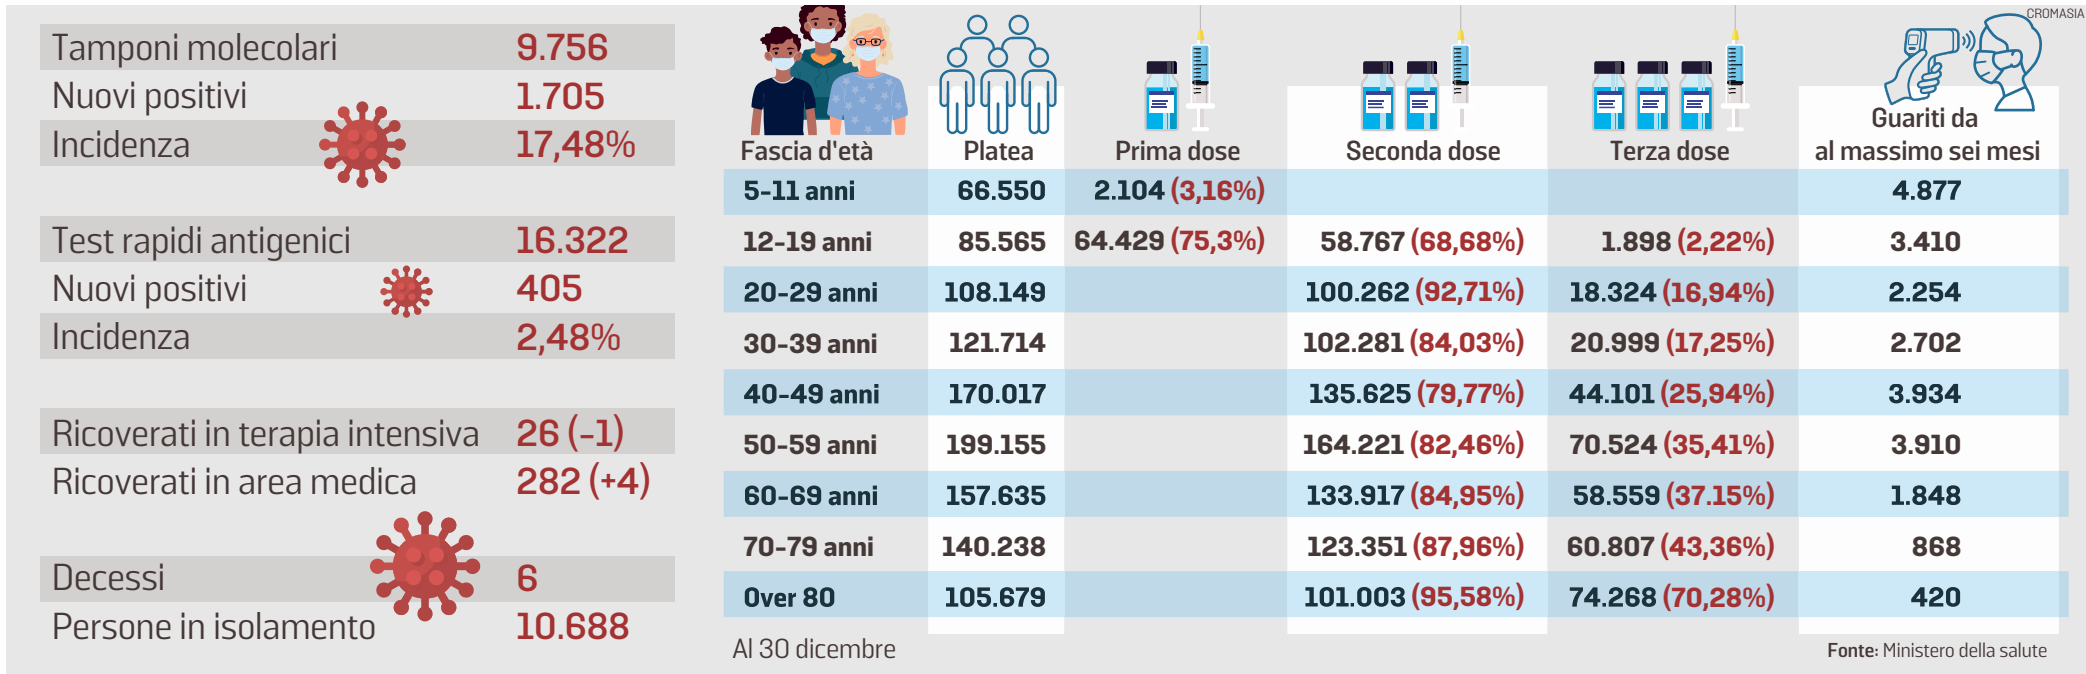 Tamponi molecolari 9.756
Nuovi positivi 1.705
Incidenza 17,48%
Test rapidi antigenici 16.322
Nuovi positivi 405
Incidenza 2,48%
Ricoverati in terapia intensiva 26 (-1)
Ricoverati in area medica 282 (+4)
Decessi 6
Persone in isolamento 10.688
CROMASIA
Guariti da
Fascia d'età Platea Prima dose Seconda dose Terza dose al massimo sei mesi
5-11 anni 66.550 2.104 (3,16%) 4.877
12-19 anni 85.565 64.429 (75,3%) 58.767 (68,68%) 1.898 (2,22%) 3.410
20-29 anni 108.149 100.262 (92,71%) 18.324 (16,94%) 2.254
30-39 anni 121.714 102.281 (84,03%) 20.999 (17,25%) 2.702
40-49 anni 170.017 135.625 (79,77%) 44.101 (25,94%) 3.934
50-59 anni 199.155 164.221 (82,46%) 70.524 (35,41%) 3.910
60-69 anni 157.635 133.917 (84,95%) 58.559 (37.15%) 1.848
70-79 anni 140.238 123.351 (87,96%) 60.807 (43,36%) 868
Over 80 105.679 101.003 (95,58%) 74.268 (70,28%) 420
Al 30 dicembre Fonte: Ministero della salute